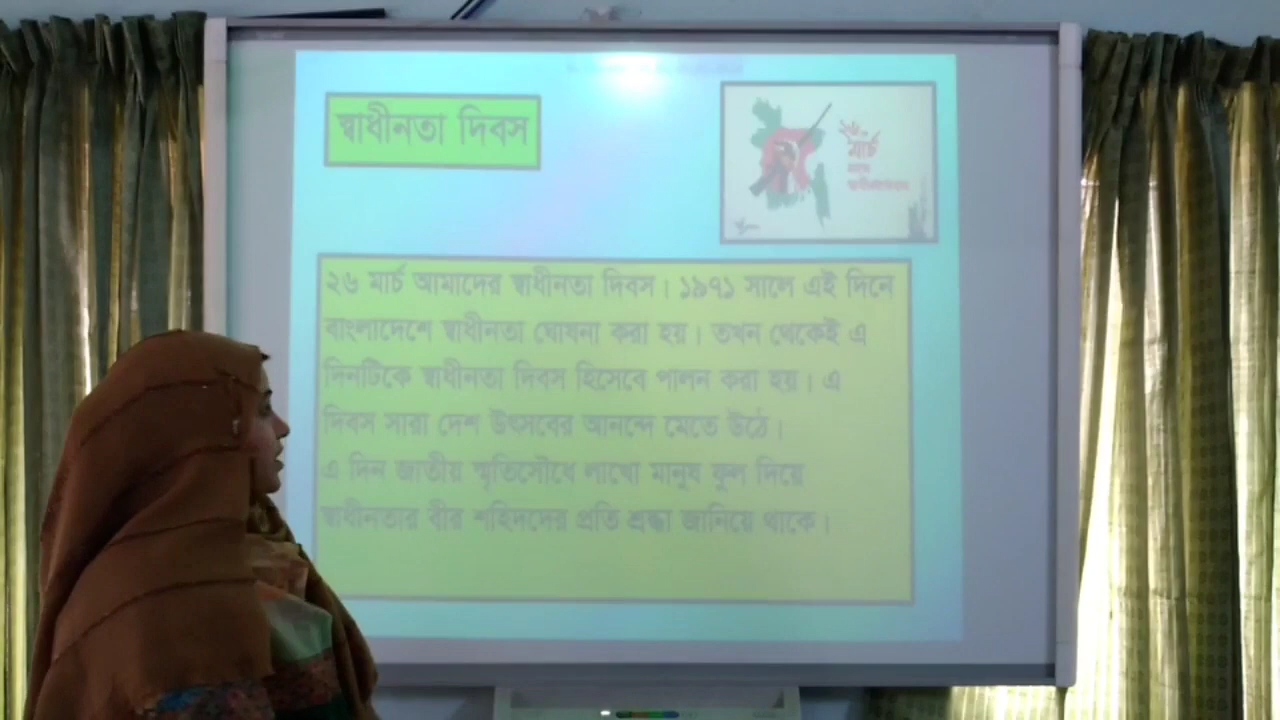 স্বাধীনতা দিবস
২৬
মার্চ
২৬ মার্চ আমাদের স্বাধীনতা দিবস। ১৯৭১ সালে এই দিনে
বাংলাদেশে স্বাধীনতা ঘোষনা করা হয়। তখন থেকেই এ
দিনটিকে স্বাধীনতা দিবস হিসেবে পালন করা হয়। এ
দিবস সারা দেশ উৎসবের আনন্দে মেতে উঠে।
এ দিন জাতীয় স্মৃতিসৌধে লাখো মানুষ ফুল দিয়ে
স্বাধীনতার বীর শহিদদের প্রতি শ্রদ্ধা জানিয়ে থাকে।